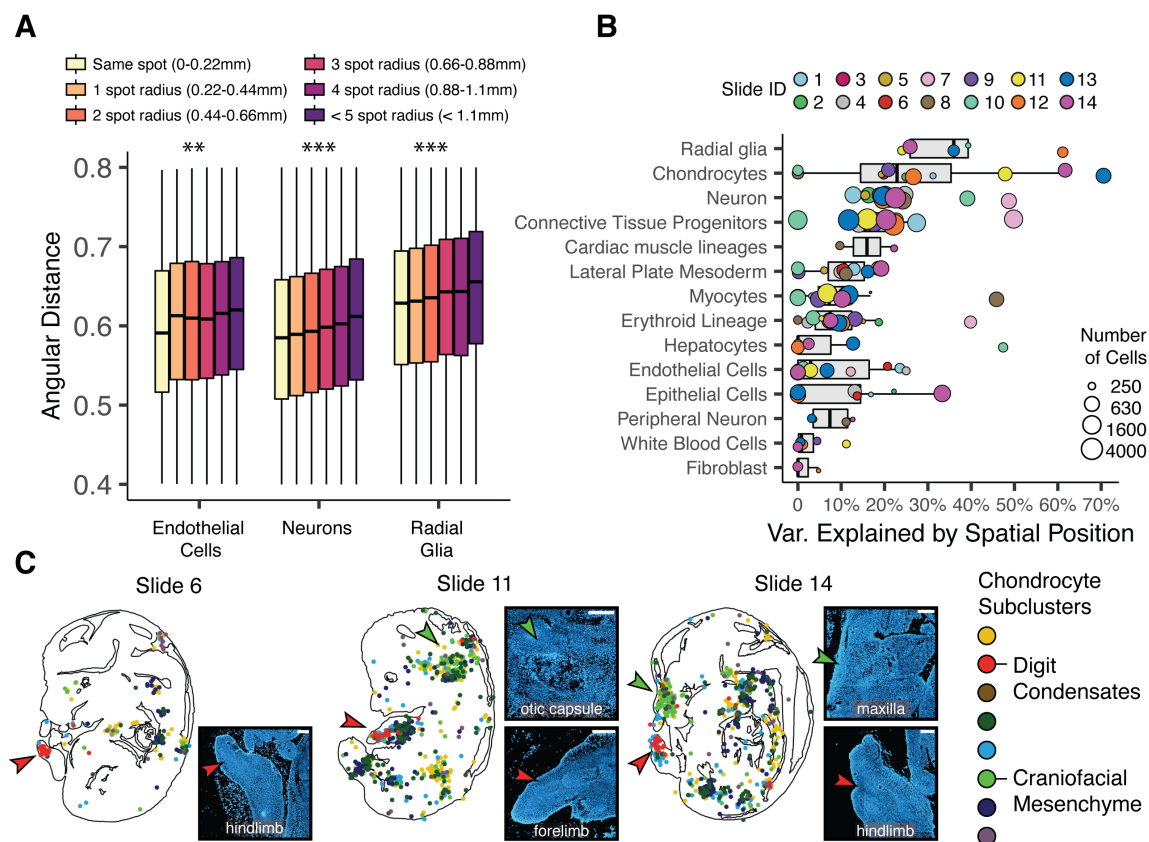 A
Same spot (0-0.22mm)
1 spot radius (0.22-0.44mm)
2 spot radius (0.44-0.66mm)
3 spot radius (0.66-0.88mm)
4 spot radius (0.88-1.1mm)
< 5 spot radius (< 1.1mm)
** *** ***
Angular Distance
0.8
0.7
0.6
0.5
0.4
Endothelial
Cells
Neurons
Radial
Glia
B
Slide ID
1 3 5 7 9 11 13
2 4 6 8 10 12 14
Radial glia
Chondrocytes
Neuron
Connective Tissue Progenitors
Cardiac muscle lineages
Lateral Plate Mesoderm
Myocytes
Erythroid Lineage
Hepatocytes
Endothelial Cells
Epithelial Cells
Peripheral Neuron
White Blood Cells
Fibroblast
Number
of Cells
250
630
1600
4000
0 10% 20% 30% 40% 50% 60% 70%
Var. Explained by Spatial Position
C
Slide 6
hindlimb
Slide 11
otic capsule
forelimb
Slide 14
maxilla
hindlimb
Chondrocyte
Subclusters
Digit
Condensates
Craniofacial
Mesenchyme